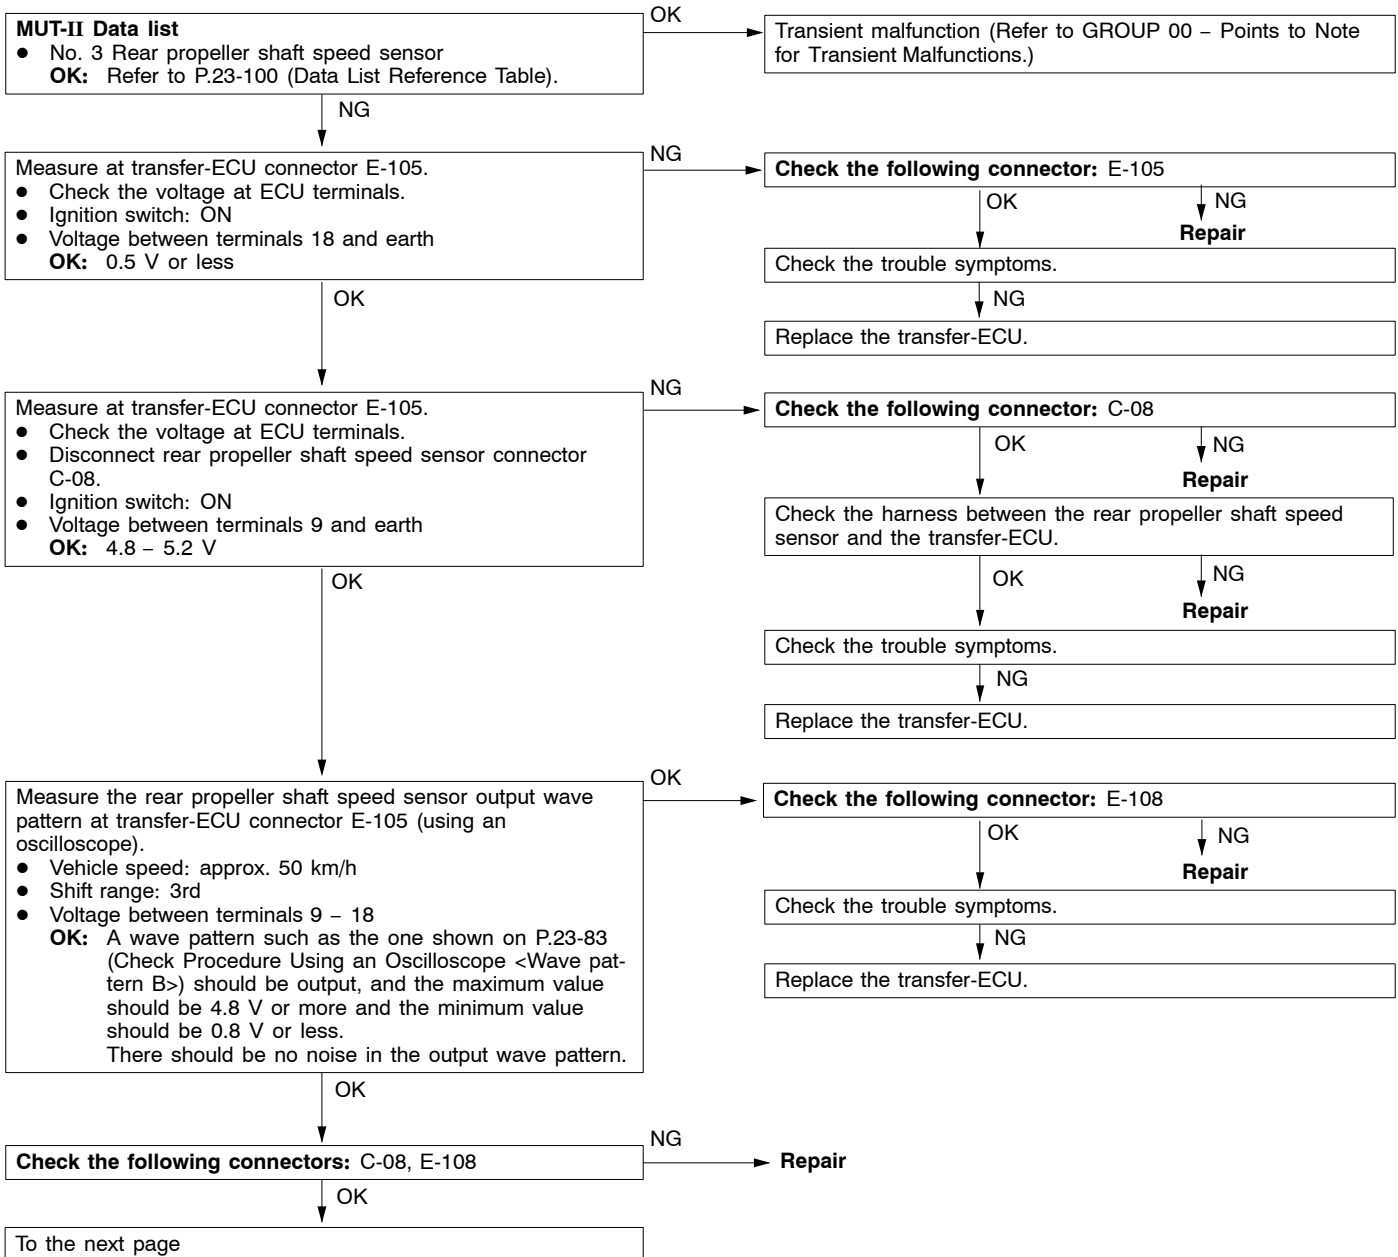 MUT-II Data list
● No. 3 Rear propeller shaft speed sensor
OK: Refer to P.23-100 (Data List Reference Table).
OK
Transient malfunction (Refer to GROUP 00 – Points to Note
for Transient Malfunctions.)
NG
Measure at transfer-ECU connector E-105.
● Check the voltage at ECU terminals.
● Ignition switch: ON
● Voltage between terminals 18 and earth
OK: 0.5 V or less
NG
Check the following connector: E-105
OK
NG
Repair
Check the trouble symptoms.
NG
Replace the transfer-ECU.
OK
Measure at transfer-ECU connector E-105.
● Check the voltage at ECU terminals.
● Disconnect rear propeller shaft speed sensor connector
C-08.
● Ignition switch: ON
● Voltage between terminals 9 and earth
OK: 4.8 – 5.2 V
NG
Check the following connector: C-08
OK
NG
Repair
Check the harness between the rear propeller shaft speed
sensor and the transfer-ECU.
OK
NG
Repair
Check the trouble symptoms.
NG
Replace the transfer-ECU.
OK
Measure the rear propeller shaft speed sensor output wave
pattern at transfer-ECU connector E-105 (using an
oscilloscope).
● Vehicle speed: approx. 50 km/h
● Shift range: 3rd
● Voltage between terminals 9 – 18
OK: A wave pattern such as the one shown on P.23-83
(Check Procedure Using an Oscilloscope <Wave pat-
tern B>) should be output, and the maximum value
should be 4.8 V or more and the minimum value
should be 0.8 V or less.
There should be no noise in the output wave pattern.
OK
Check the following connector: E-108
OK
NG
Repair
Check the trouble symptoms.
NG
Replace the transfer-ECU.
OK
Check the following connectors: C-08, E-108
NG
Repair
OK
To the next page